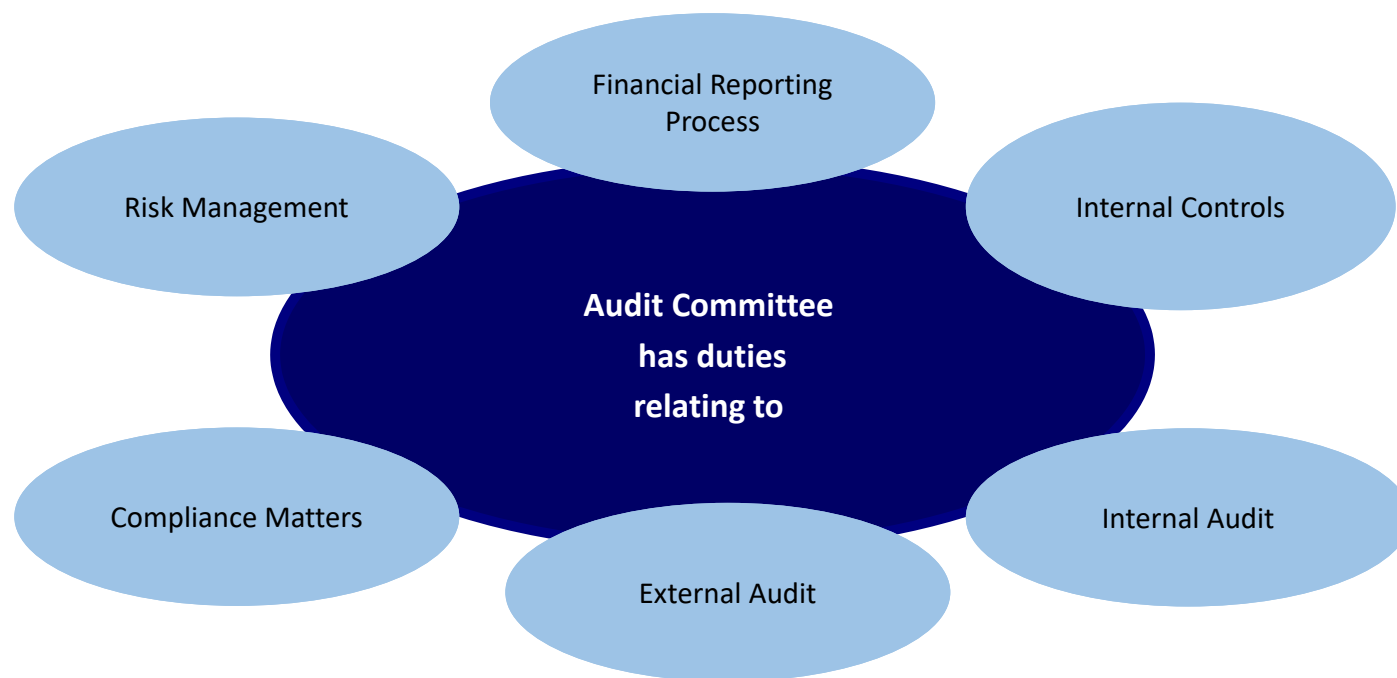 Financial Reporting
Process
Risk Management
Internal Controls
Audit Committee
has duties
relating to
Compliance Matters
Internal Audit
External Audit